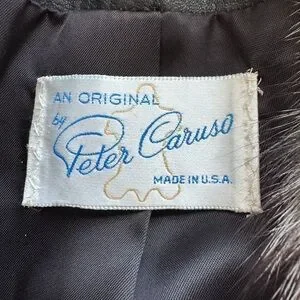 AN ORIGINAL
by
Peter Caruso
MADE IN U.S.A.